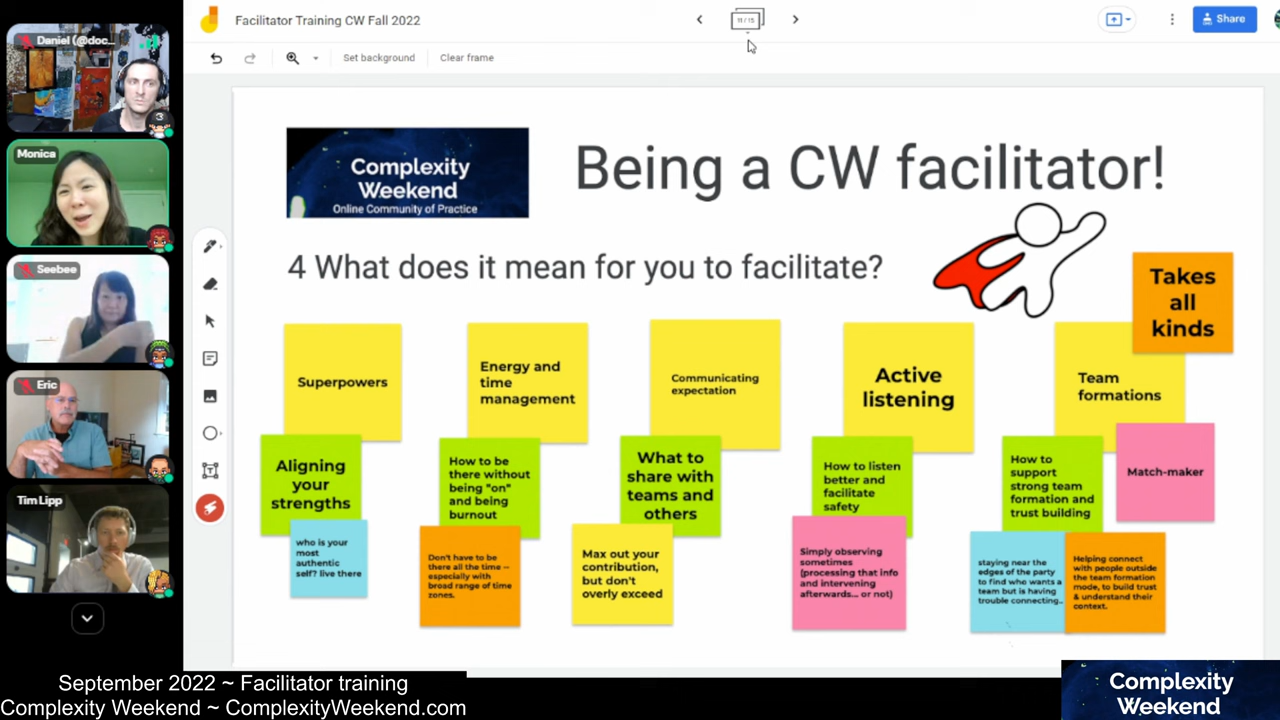 Facilitator Training CW Fall 2022
11 / 15
Share
Set background
Clear frame
Daniel (@doc...
Monica
Seebee
Eric
Tim Lipp
Complexity
Weekend
Online Community of Practice
Being a CW facilitator!
4 What does it mean for you to facilitate?
Takes
all
kinds
Superpowers
Energy and
time
management
Communicating
expectation
Active
listening
Team
formations
Aligning
your
strengths
How to be
there without
being "on"
and being
burnout
What to
share with
teams and
others
How to listen
better and
facilitate
safety
How to
support
strong team
formation and
trust building
Match-maker
who is your
most
authentic
self? live there
Don't have to be
there all the time --
especially with
broad range of time
zones.
Max out your
contribution,
but don't
overly exceed
Simply observing
sometimes
(processing that info
and intervening
afterwards... or not)
staying near the
edges of the party
to find who wants a
team but is having
trouble connecting..
Helping connect
with people outside
the team formation
mode, to build trust
& understand their
context.
September 2022 ~ Facilitator training
Complexity Weekend ~ ComplexityWeekend.com
Complexity
Weekend